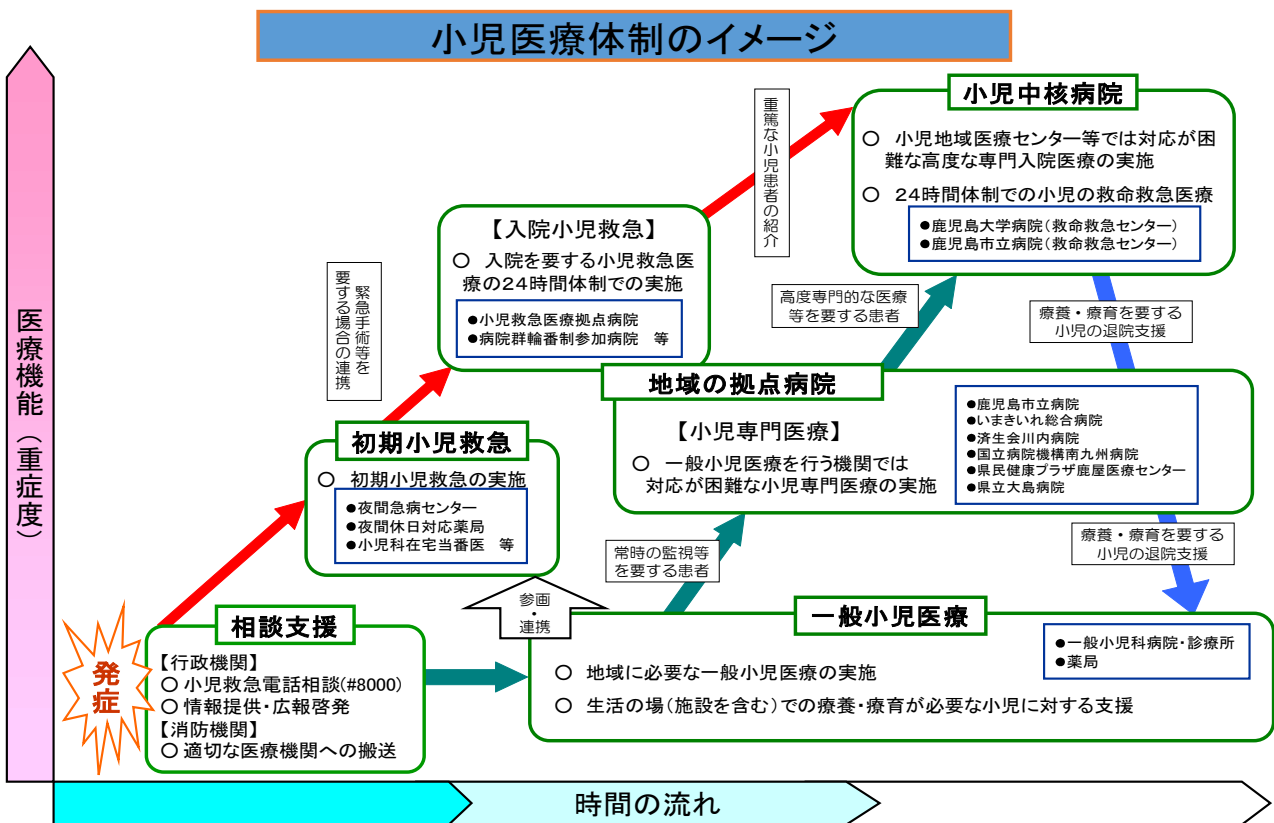 小児医療体制のイメージ
医療機能（重症度）
時間の流れ
発症
相談支援
【行政機関】
〇 小児救急電話相談(#8000)
〇 情報提供・広報啓発
【消防機関】
〇 適切な医療機関への搬送
初期小児救急
〇 初期小児救急の実施
●夜間急病センター
●夜間休日対応薬局
●小児科在宅当番医 等
緊急手術等を
要する場合の連携
【入院小児救急】
〇 入院を要する小児救急医
療の24時間体制での実施
●小児救急医療拠点病院
●病院群輪番制参加病院 等
重篤な小児患者の紹介
小児中核病院
〇 小児地域医療センター等では対応が困
難な高度な専門入院医療の実施
〇 24時間体制での小児の救命救急医療
●鹿児島大学病院(救命救急センター)
●鹿児島市立病院(救命救急センター)
高度専門的な医療
等を要する患者
療養・療育を要する
小児の退院支援
地域の拠点病院
【小児専門医療】
〇 一般小児医療を行う機関では
対応が困難な小児専門医療の実施
●鹿児島市立病院
●いまきいれ総合病院
●済生会川内病院
●国立病院機構南九州病院
●県民健康プラザ鹿屋医療センター
●県立大島病院
常時の監視等
を要する患者
療養・療育を要する
小児の退院支援
参画
・
連携
一般小児医療
●一般小児科病院・診療所
●薬局
〇 地域に必要な一般小児医療の実施
〇 生活の場(施設を含む)での療養・療育が必要な小児に対する支援